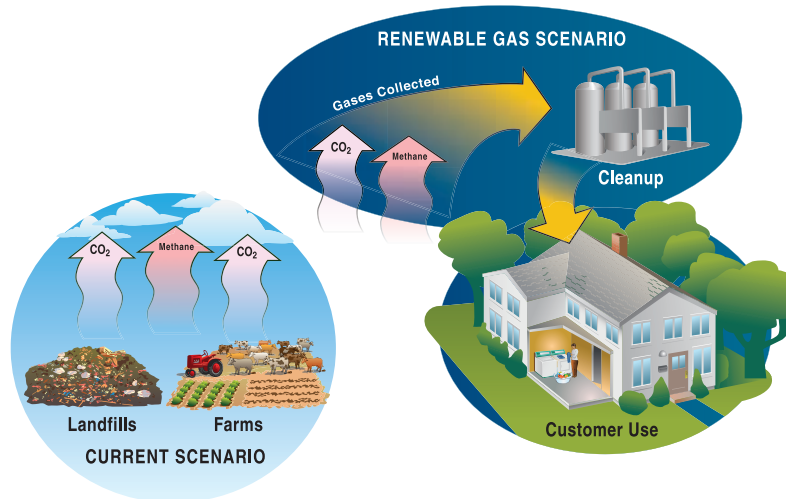 RENEWABLE GAS SCENARIO
Gases Collected
CO₂
Methane
Cleanup
CO₂
Methane
CO₂
Landfills
Farms
CURRENT SCENARIO
Customer Use